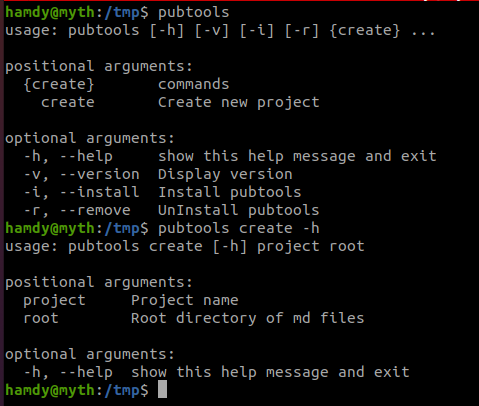 hamdy@myth:/tmp$ pubtools
usage: pubtools [-h] [-v] [-i] [-r] {create} ...
positional arguments:
{create} commands
create Create new project
optional arguments:
-h, --help show this help message and exit
-v, --version Display version
-i, --install Install pubtools
-r, --remove UnInstall pubtools
hamdy@myth:/tmp$ pubtools create -h
usage: pubtools create [-h] project root
positional arguments:
project Project name
root Root directory of md files
optional arguments:
-h, --help show this help message and exit
hamdy@myth:/tmp$